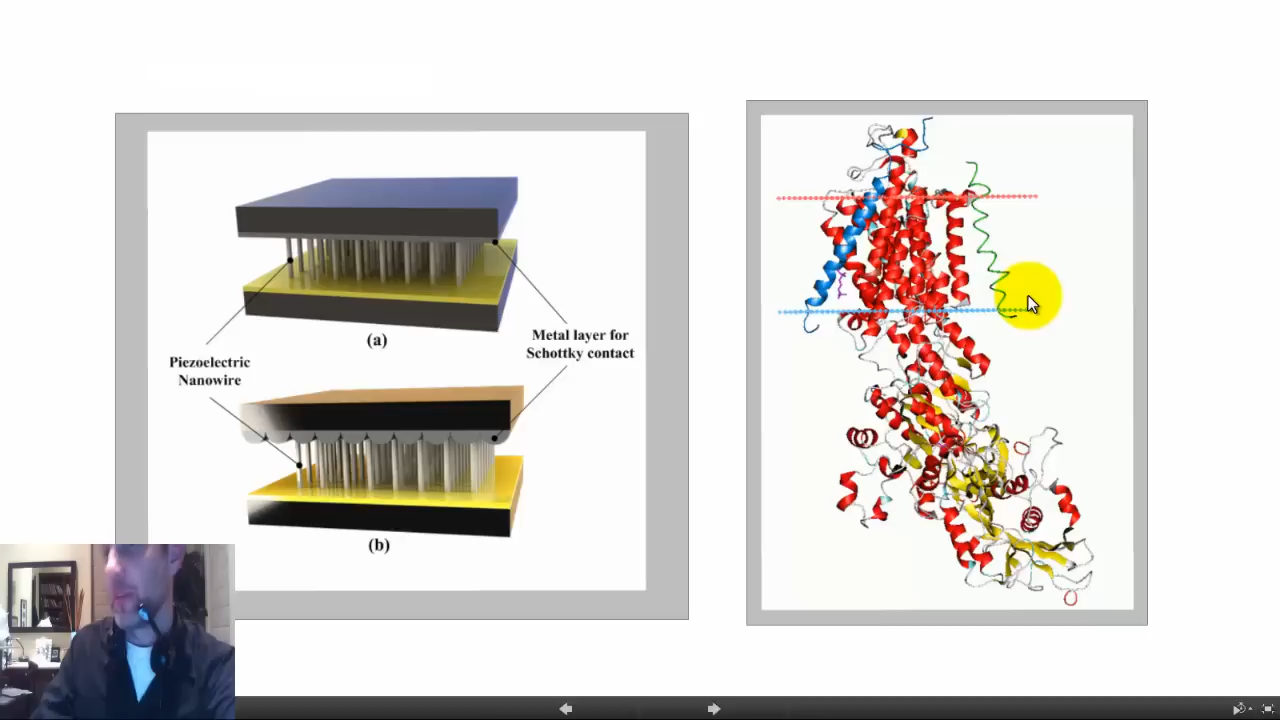 (a)
Metal layer for
Schottky contact
Piezoelectric
Nanowire
(b)